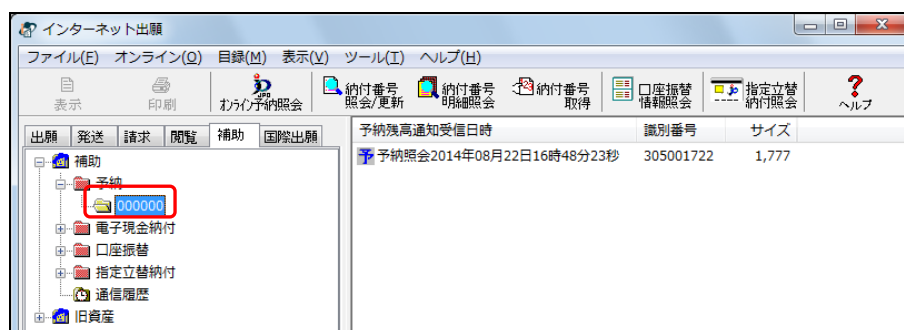 インターネット出願
ファイル(F) オンライン(O) 目録(M) 表示(V) ツール(T) ヘルプ(H)
表示 印刷 オンライン予納照会 納付番号照会/更新 納付番号明細照会 納付番号取得 口座振替情報照会 指定立替納付照会 ヘルプ
出願 発送 請求 閲覧 補助 国際出願
予納残高通知受信日時 識別番号 サイズ
補助
予 予納照会2014年08月22日16時48分23秒 305001722 1,777
予納
000000
電子現金納付
口座振替
指定立替納付
通信履歴
旧資産